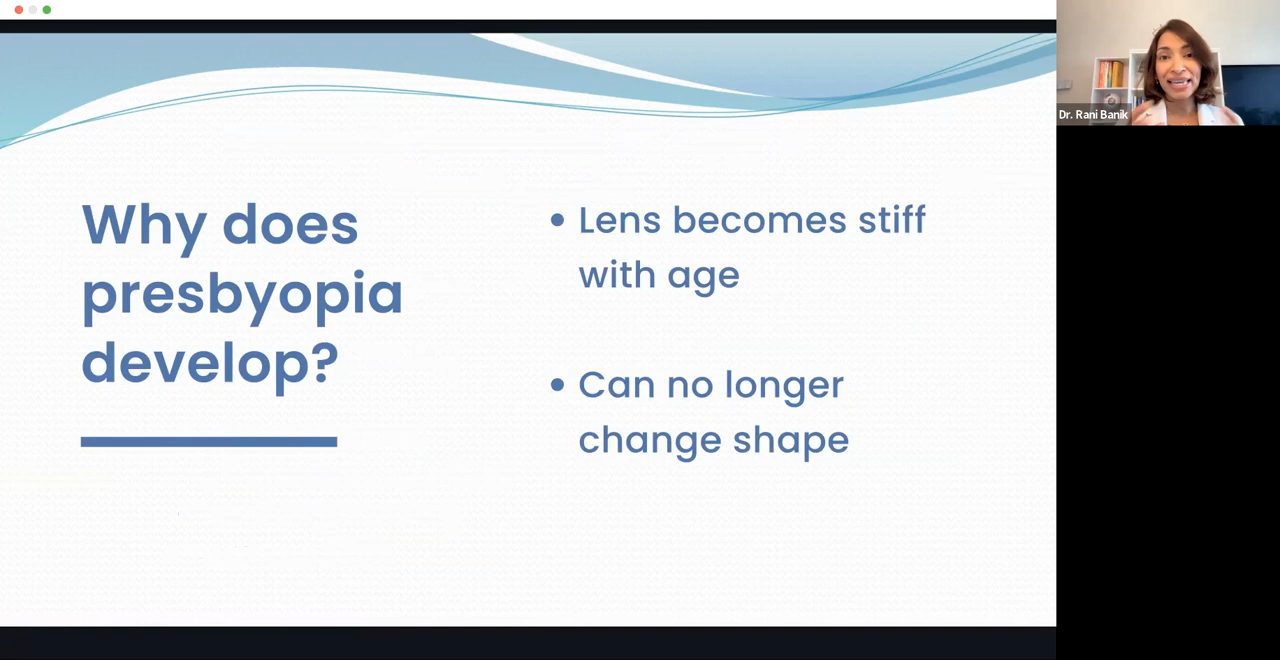 Why does
presbyopia
develop?
• Lens becomes stiff
with age
• Can no longer
change shape
Dr. Rani Banik